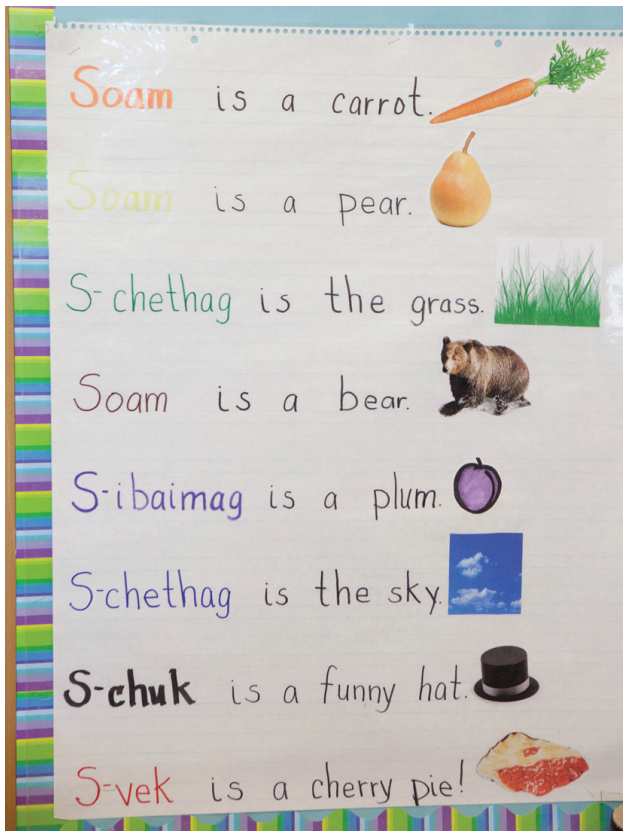 Soam is a carrot.
Soam is a pear.
S-chethag is the grass.
Soam is a bear.
S-ibaimag is a plum.
S-chethag is the sky.
S-chuk is a funny hat.
S-vek is a cherry pie!